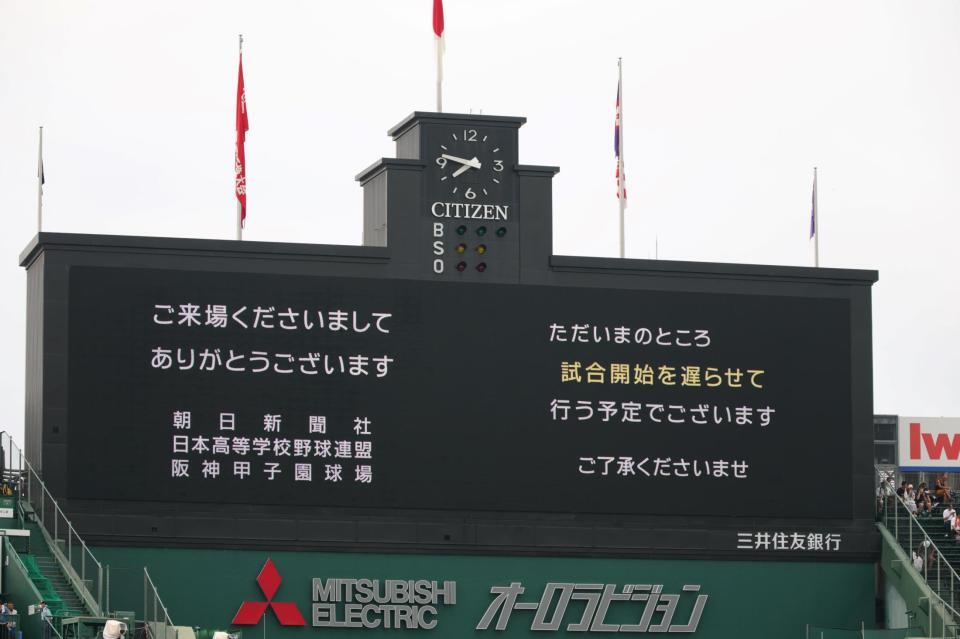 12
9
3
6
CITIZEN
B
S
O
ご来場くださいまして
ありがとうございます
朝日新聞社
日本高等学校野球連盟
阪神甲子園球場
ただいまのところ
試合開始を遅らせて
行う予定でございます
ご了承くださいませ
三井住友銀行
MITSUBISHI
ELECTRIC
オーロラビジョン
Iw